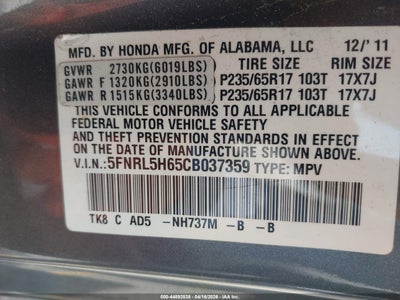 MFD. BY HONDA MFG. OF ALABAMA, LLC 12/'11
GVWR 2730KG(6019LBS) TIRE SIZE RIM SIZE
GAWR F 1320KG(2910LBS) P235/65R17 103T 17X7J
GAWR R 1515KG(3340LBS) P235/65R17 103T 17X7J
THIS VEHICLE CONFORMS TO ALL APPLICABLE
FEDERAL MOTOR VEHICLE SAFETY
AND THEFT PREVENTION STANDARDS IN EFFECT
ON THE DATE OF MANUFACTURE SHOWN ABOVE.
V.I.N.: 5FNRL5H65CB037359 TYPE: MPV
TK8 C AD5 -NH737M -B -B